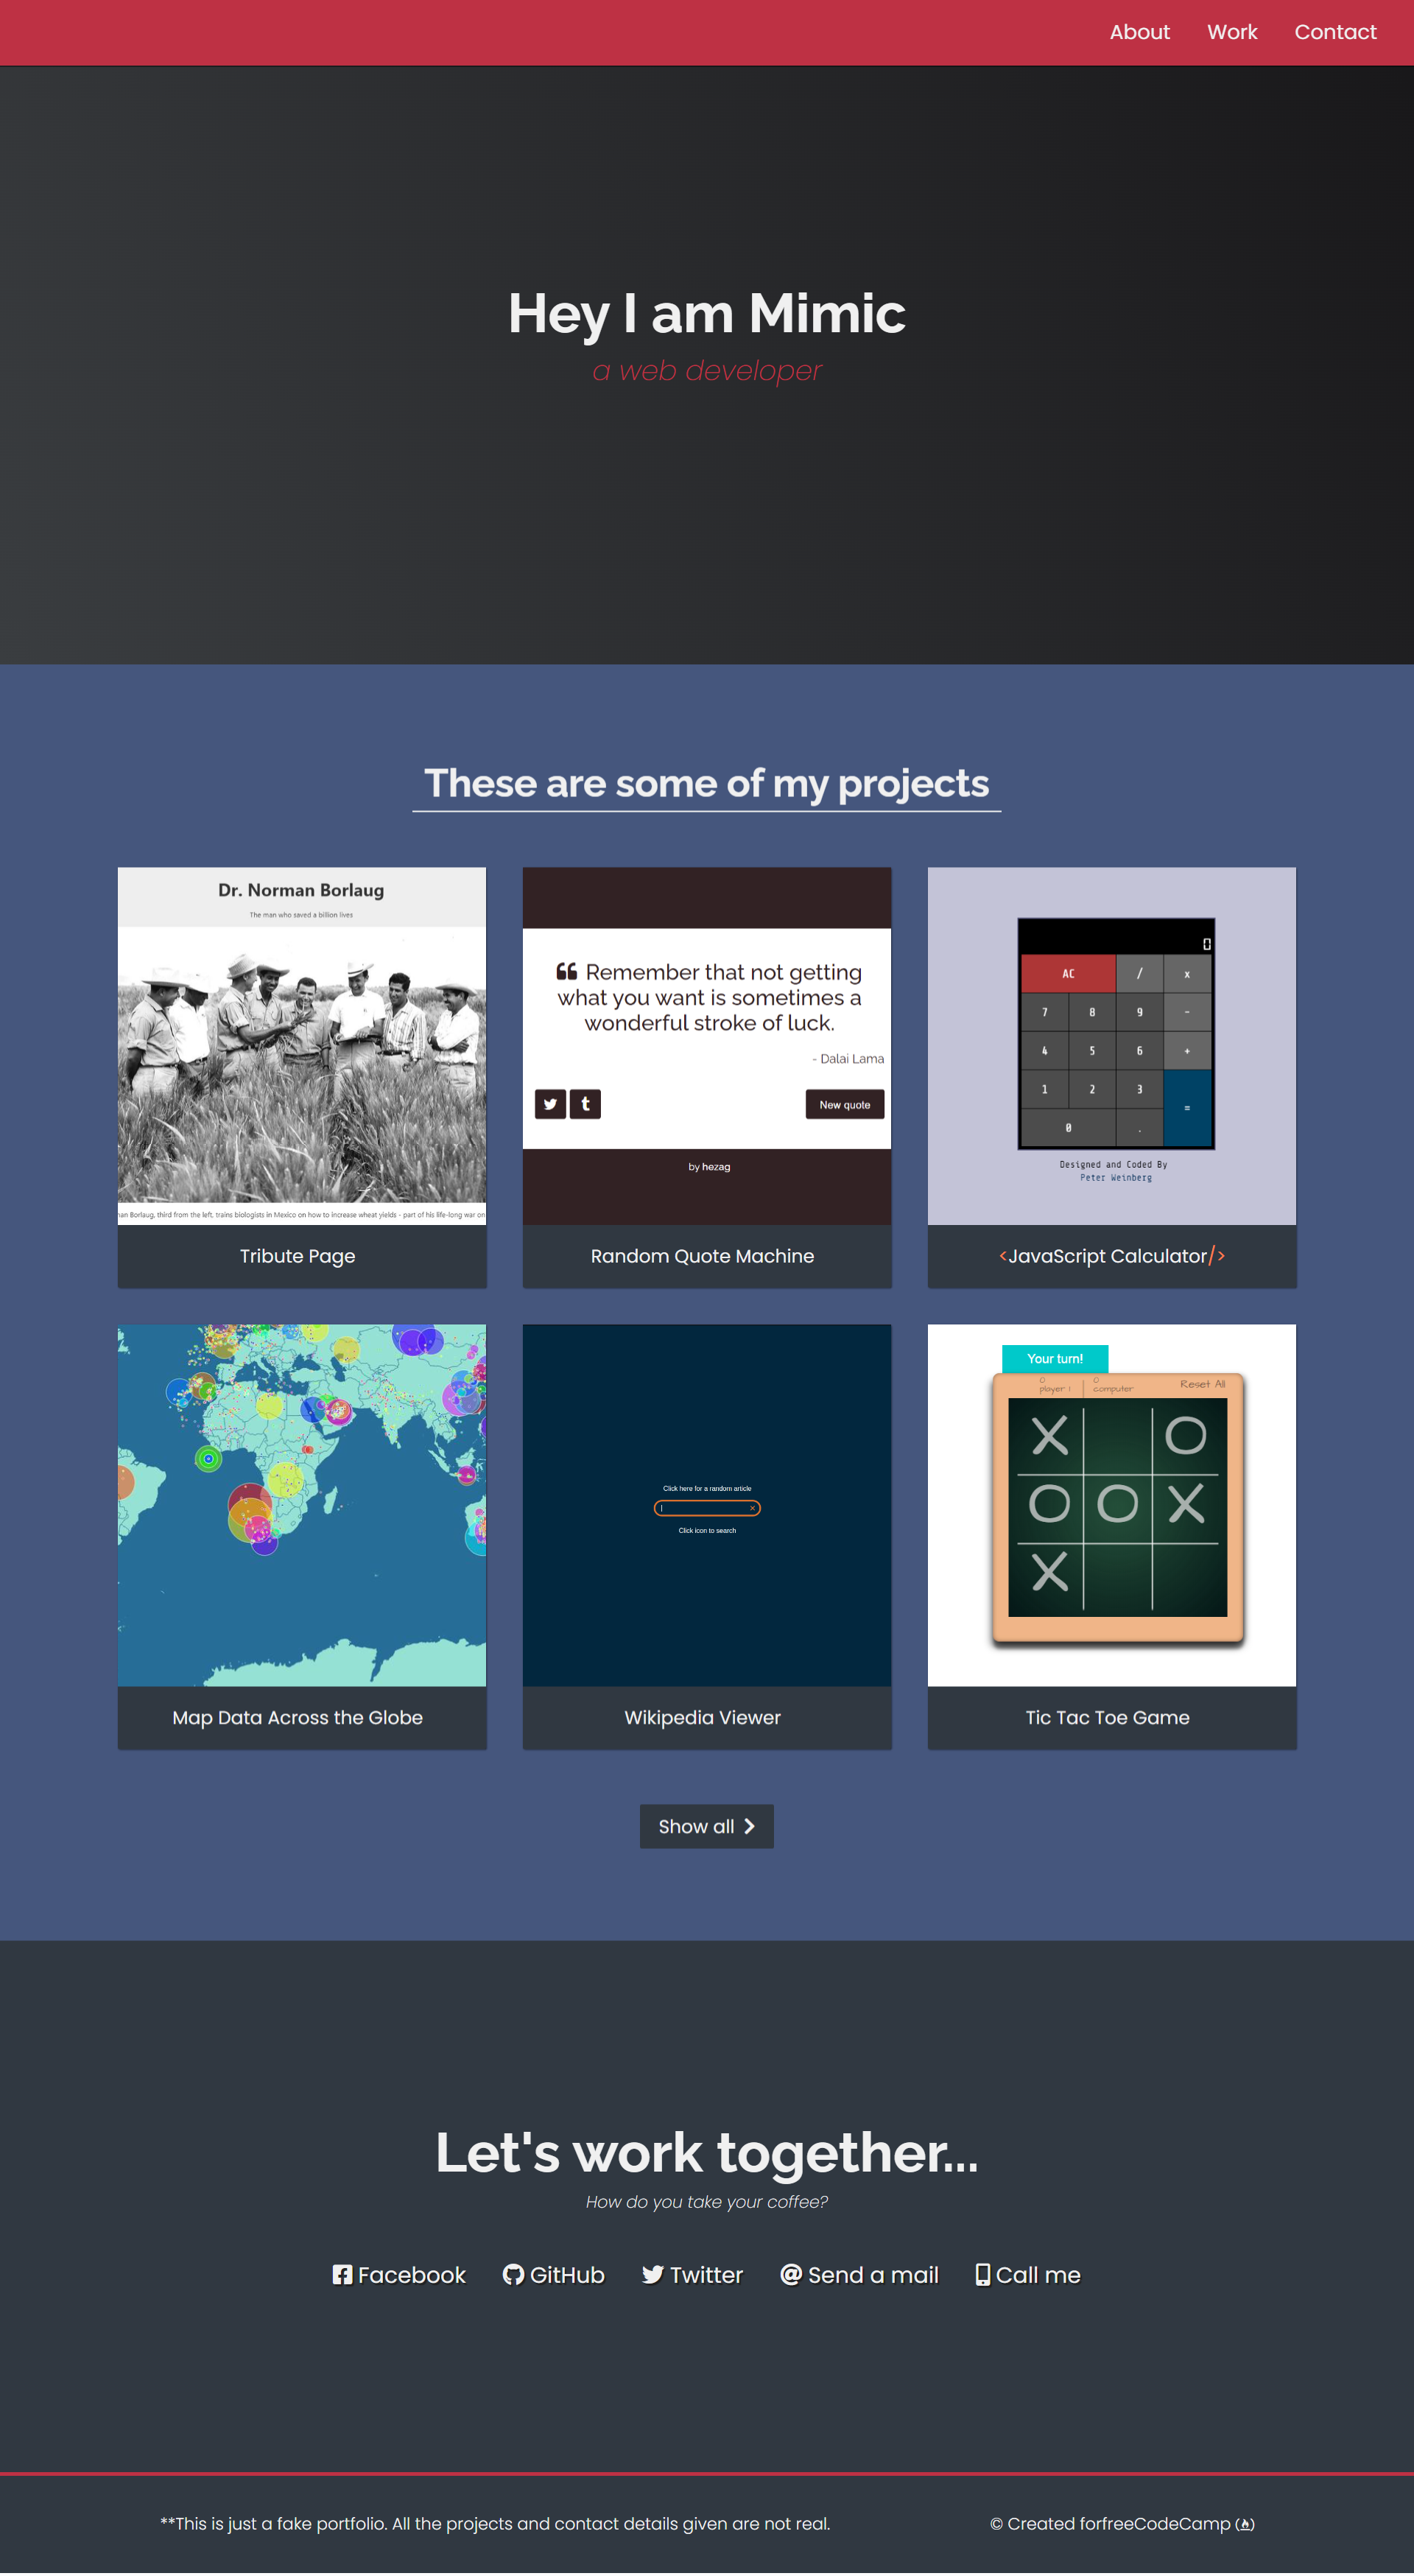 About Work Contact
Hey I am Mimic
a web developer
These are some of my projects
Dr. Norman Borlaug
The man who saved a billion lives
an Borlaug, third from the left, trains biologists in Mexico on how to increase wheat yields - part of his life-long war on
Tribute Page
Remember that not getting
what you want is sometimes a
wonderful stroke of luck.
- Dalai Lama
t New quote
by hezag
Random Quote Machine
0
AC / x
7 8 9 -
4 5 6 +
1 2 3
=
0 .
Designed and Coded By
Peter Weinberg
<JavaScript Calculator/>
Map Data Across the Globe
Click here for a random article
Click icon to search
Wikipedia Viewer
Your turn!
0 0
player 1 computer Reset All
X O
O O X
X
Tic Tac Toe Game
Show all
Let's work together...
How do you take your coffee?
Facebook GitHub Twitter @ Send a mail Call me
**This is just a fake portfolio. All the projects and contact details given are not real. © Created forfreeCodeCamp